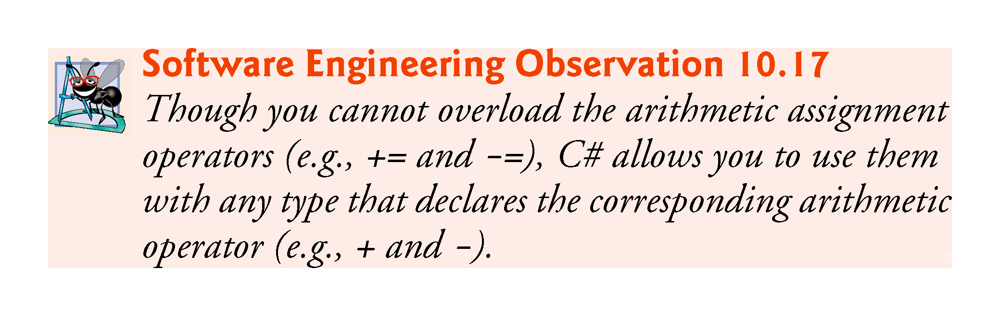 Software Engineering Observation 10.17
Though you cannot overload the arithmetic assignment
operators (e.g., += and -=), C# allows you to use them
with any type that declares the corresponding arithmetic
operator (e.g., + and -).
10